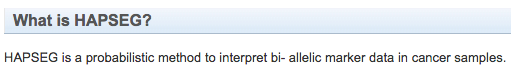 What is HAPSEG?
HAPSEG is a probabilistic method to interpret bi- allelic marker data in cancer samples.